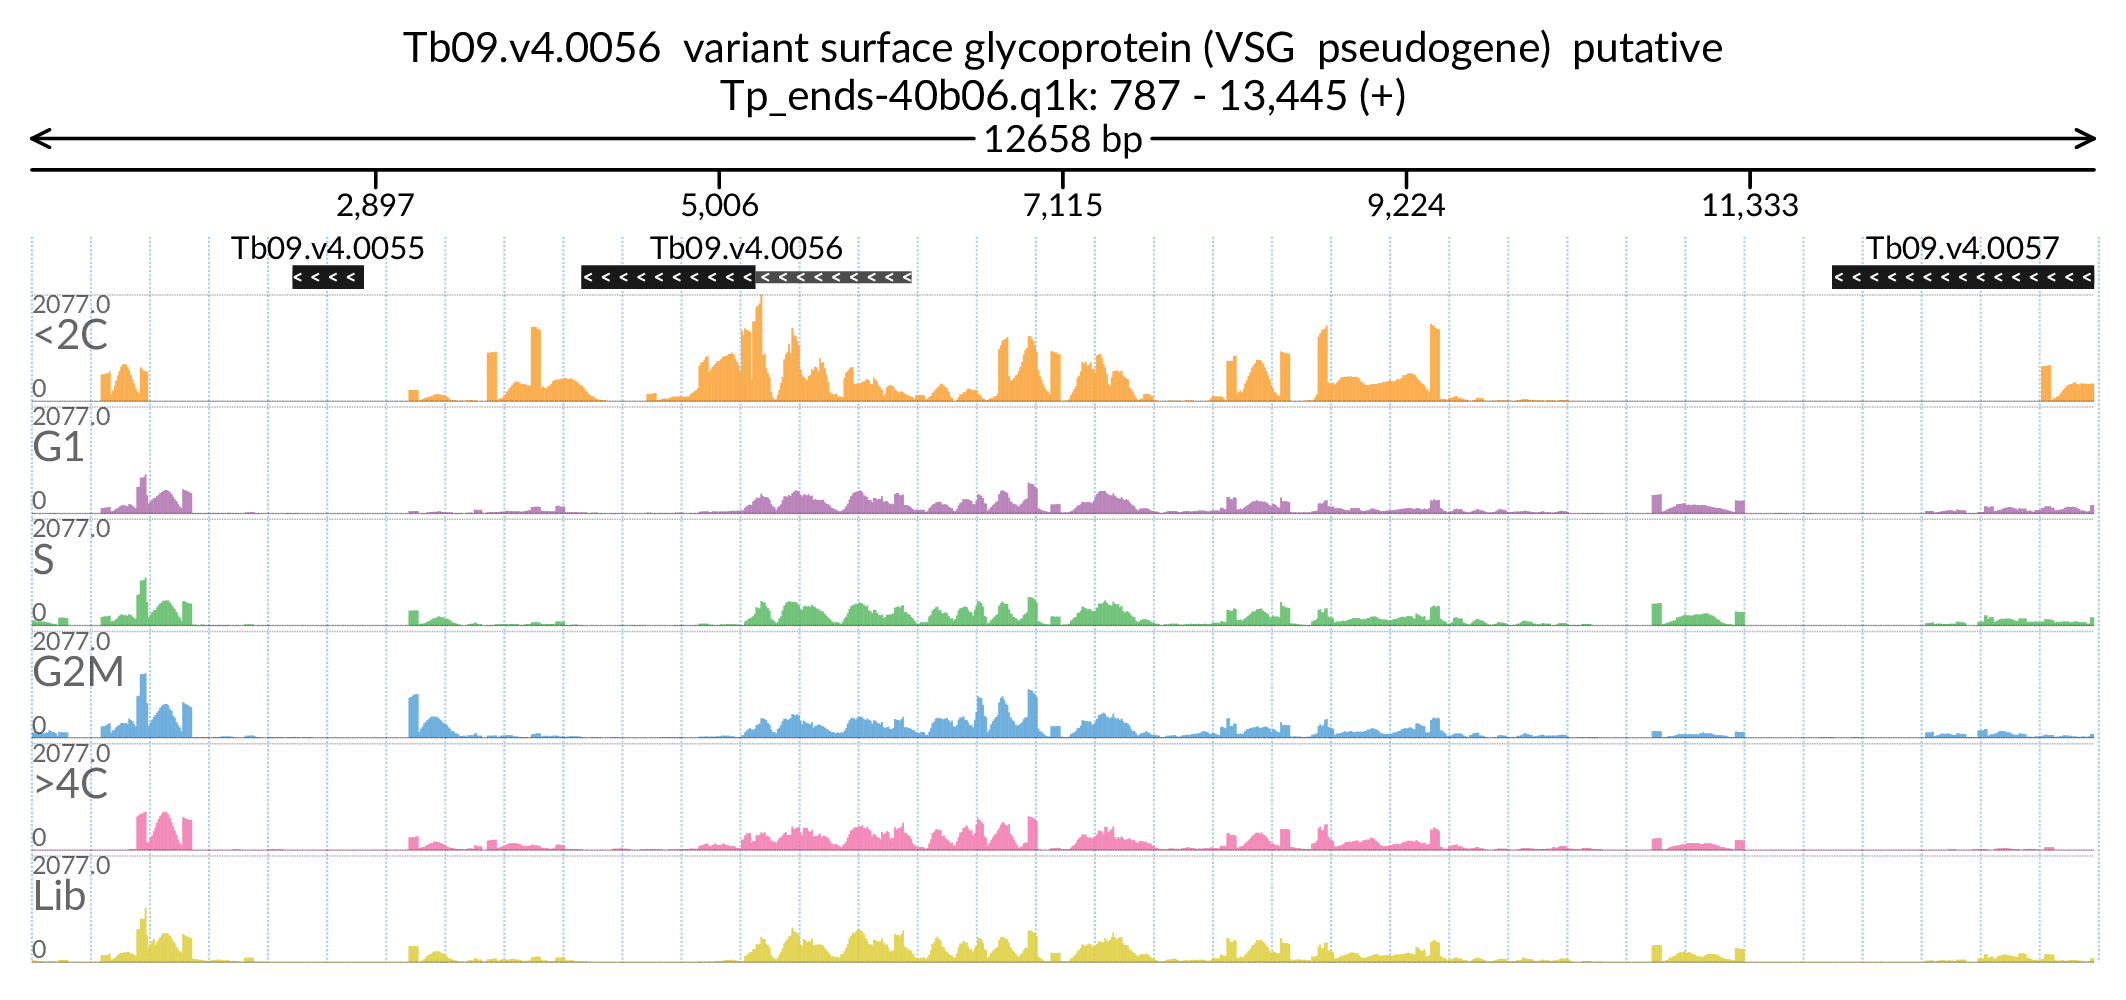 Tb09.v4.0056 variant surface glycoprotein (VSG pseudogene) putative
Tp_ends-40b06.q1k: 787 - 13,445 (+)
12658 bp
2,897 5,006 7,115 9,224 11,333
Tb09.v4.0055 Tb09.v4.0056 Tb09.v4.0057
2077.0
<2C
0
2077.0
G1
0
2077.0
S
0
2077.0
G2M
0
2077.0
>4C
0
2077.0
Lib
0